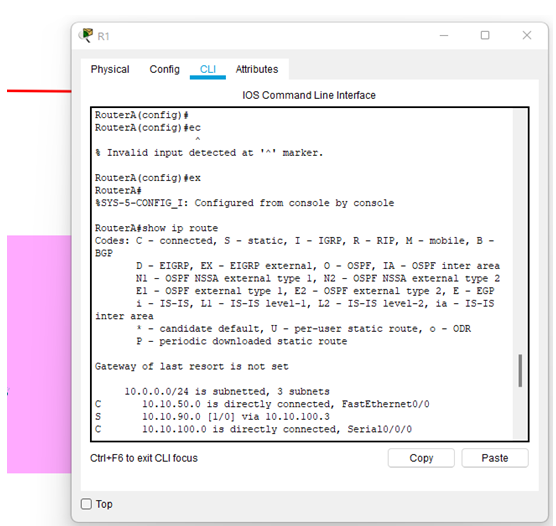 R1
Physical Config CLI Attributes
IOS Command Line Interface
RouterA(config)#
RouterA(config)#ec
^
% Invalid input detected at '^' marker.
RouterA(config)#ex
RouterA#
%SYS-5-CONFIG_I: Configured from console by console
RouterA#show ip route
Codes: C - connected, S - static, I - IGRP, R - RIP, M - mobile, B -
BGP
D - EIGRP, EX - EIGRP external, O - OSPF, IA - OSPF inter area
N1 - OSPF NSSA external type 1, N2 - OSPF NSSA external type 2
E1 - OSPF external type 1, E2 - OSPF external type 2, E - EGP
i - IS-IS, L1 - IS-IS level-1, L2 - IS-IS level-2, ia - IS-IS
inter area
* - candidate default, U - per-user static route, o - ODR
P - periodic downloaded static route
Gateway of last resort is not set
10.0.0.0/24 is subnetted, 3 subnets
C 10.10.50.0 is directly connected, FastEthernet0/0
S 10.10.90.0 [1/0] via 10.10.100.3
C 10.10.100.0 is directly connected, Serial0/0/0
Ctrl+F6 to exit CLI focus
Copy Paste
Top